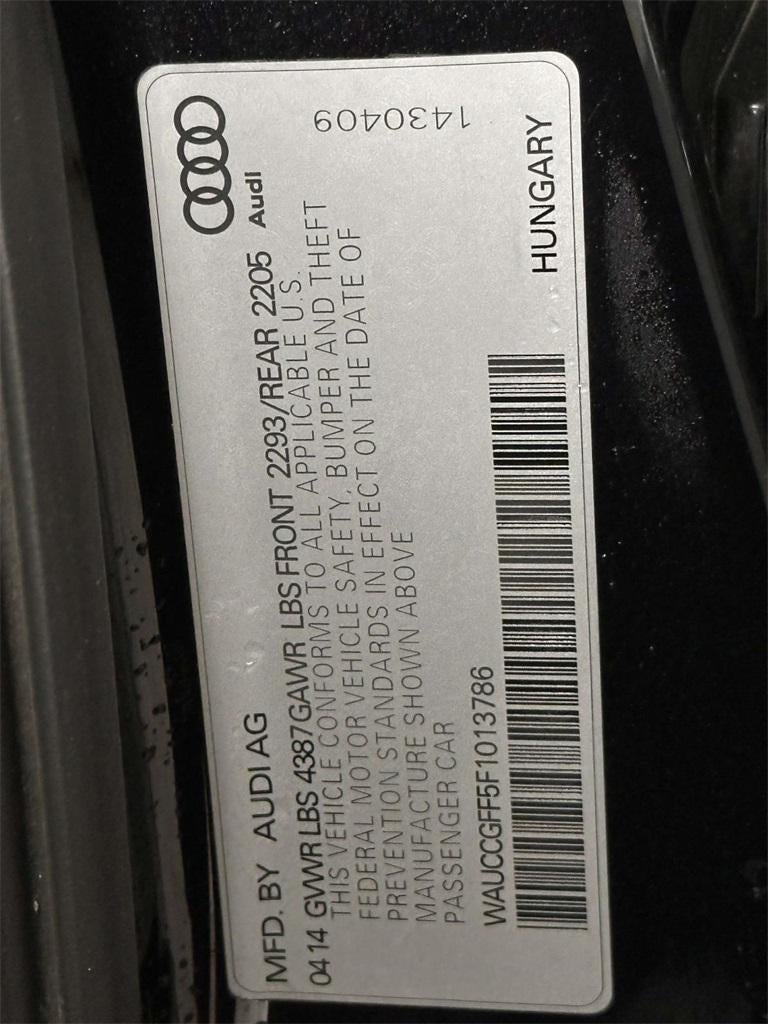 Audi
MFD. BY AUDI AG
04 14 GVWR LBS 4387 GAWR LBS FRONT 2293/REAR 2205
THIS VEHICLE CONFORMS TO ALL APPLICABLE U.S.
FEDERAL MOTOR VEHICLE SAFETY, BUMPER AND THEFT
PREVENTION STANDARDS IN EFFECT ON THE DATE OF
MANUFACTURE SHOWN ABOVE
PASSENGER CAR
WAUCCGFF5F1013786
HUNGARY
1430409